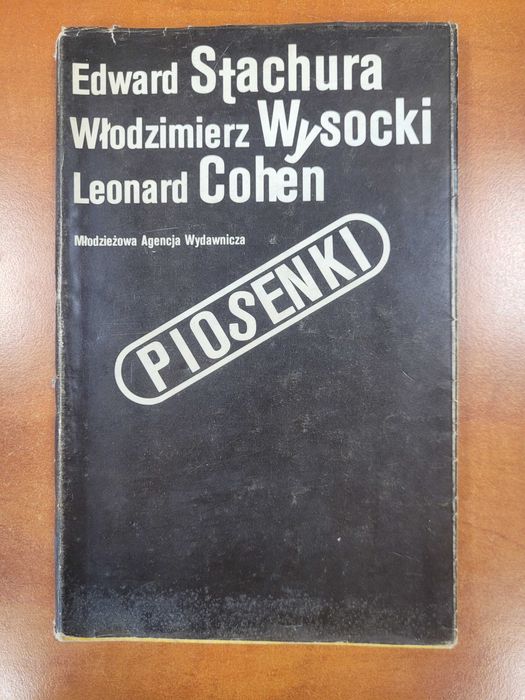 Edward Stachura
Włodzimierz Wysocki
Leonard Cohen
Młodzieżowa Agencja Wydawnicza
PIOSENKI